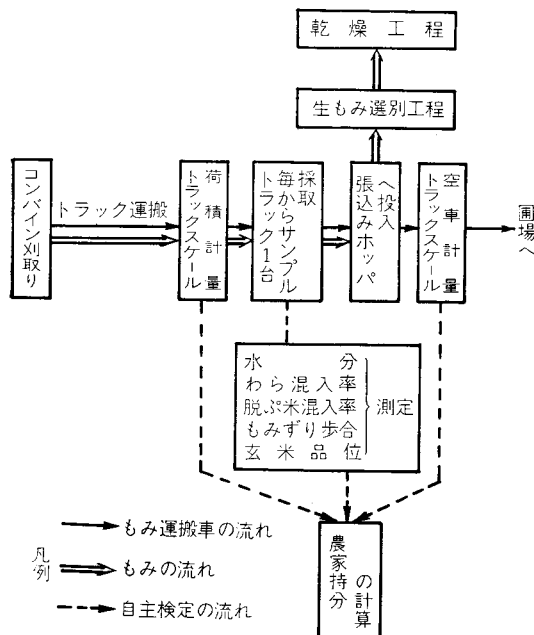 乾燥工程
生もみ選別工程
コンバイン刈取り
トラック運搬
荷積計量
トラックスケール
採取
毎からサンプル
トラック1台
へ投入
張込みホッパ
空車計量
トラックスケール
圃場へ
水分
わら混入率
脱ぷ米混入率
もみずり歩合
玄米品位
測定
農家持分
の計算
凡例
もみ運搬車の流れ
もみの流れ
自主検定の流れ